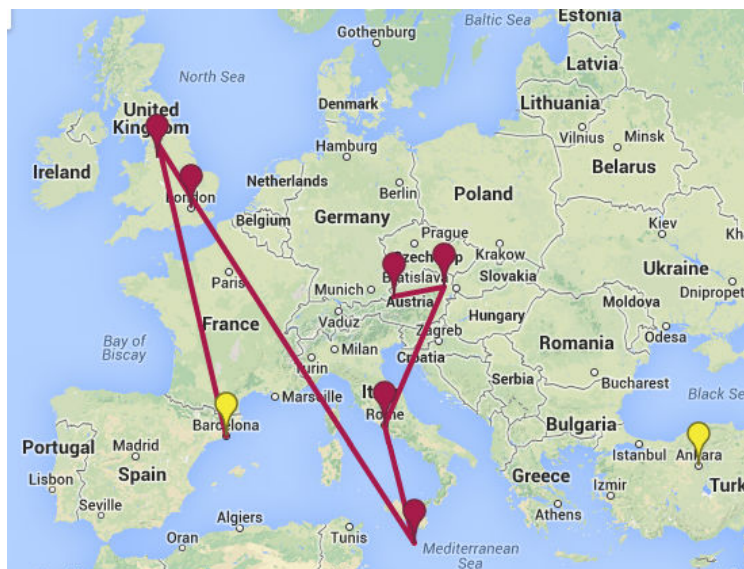 Estonia
Baltic Sea
Gothenburg
Latvia
North Sea
United
Kingdom
Denmark
Lithuania
Vilnius
Minsk
Ireland
Hamburg
Belarus
Netherlands
Berlin
Poland
London
Belgium
Germany
Prague
Kiev
Kh
Krakow
Paris
Munich
Bratislava
Slovakia
Ukraine
Dnipropet
Austria
France
Vaduz
Hungary
Moldova
Bay of
Biscay
Zagreb
Odesa
Milan
Croatia
Romania
Turin
Serbia
Bucharest
Marseille
Black Se
Rome
Barcelona
Bulgaria
Portugal
Madrid
Istanbul
Ankara
Lisbon
Spain
Greece
Izmir
Turk
Seville
Athens
Algiers
Oran
Tunis
Mediterranean
Sea